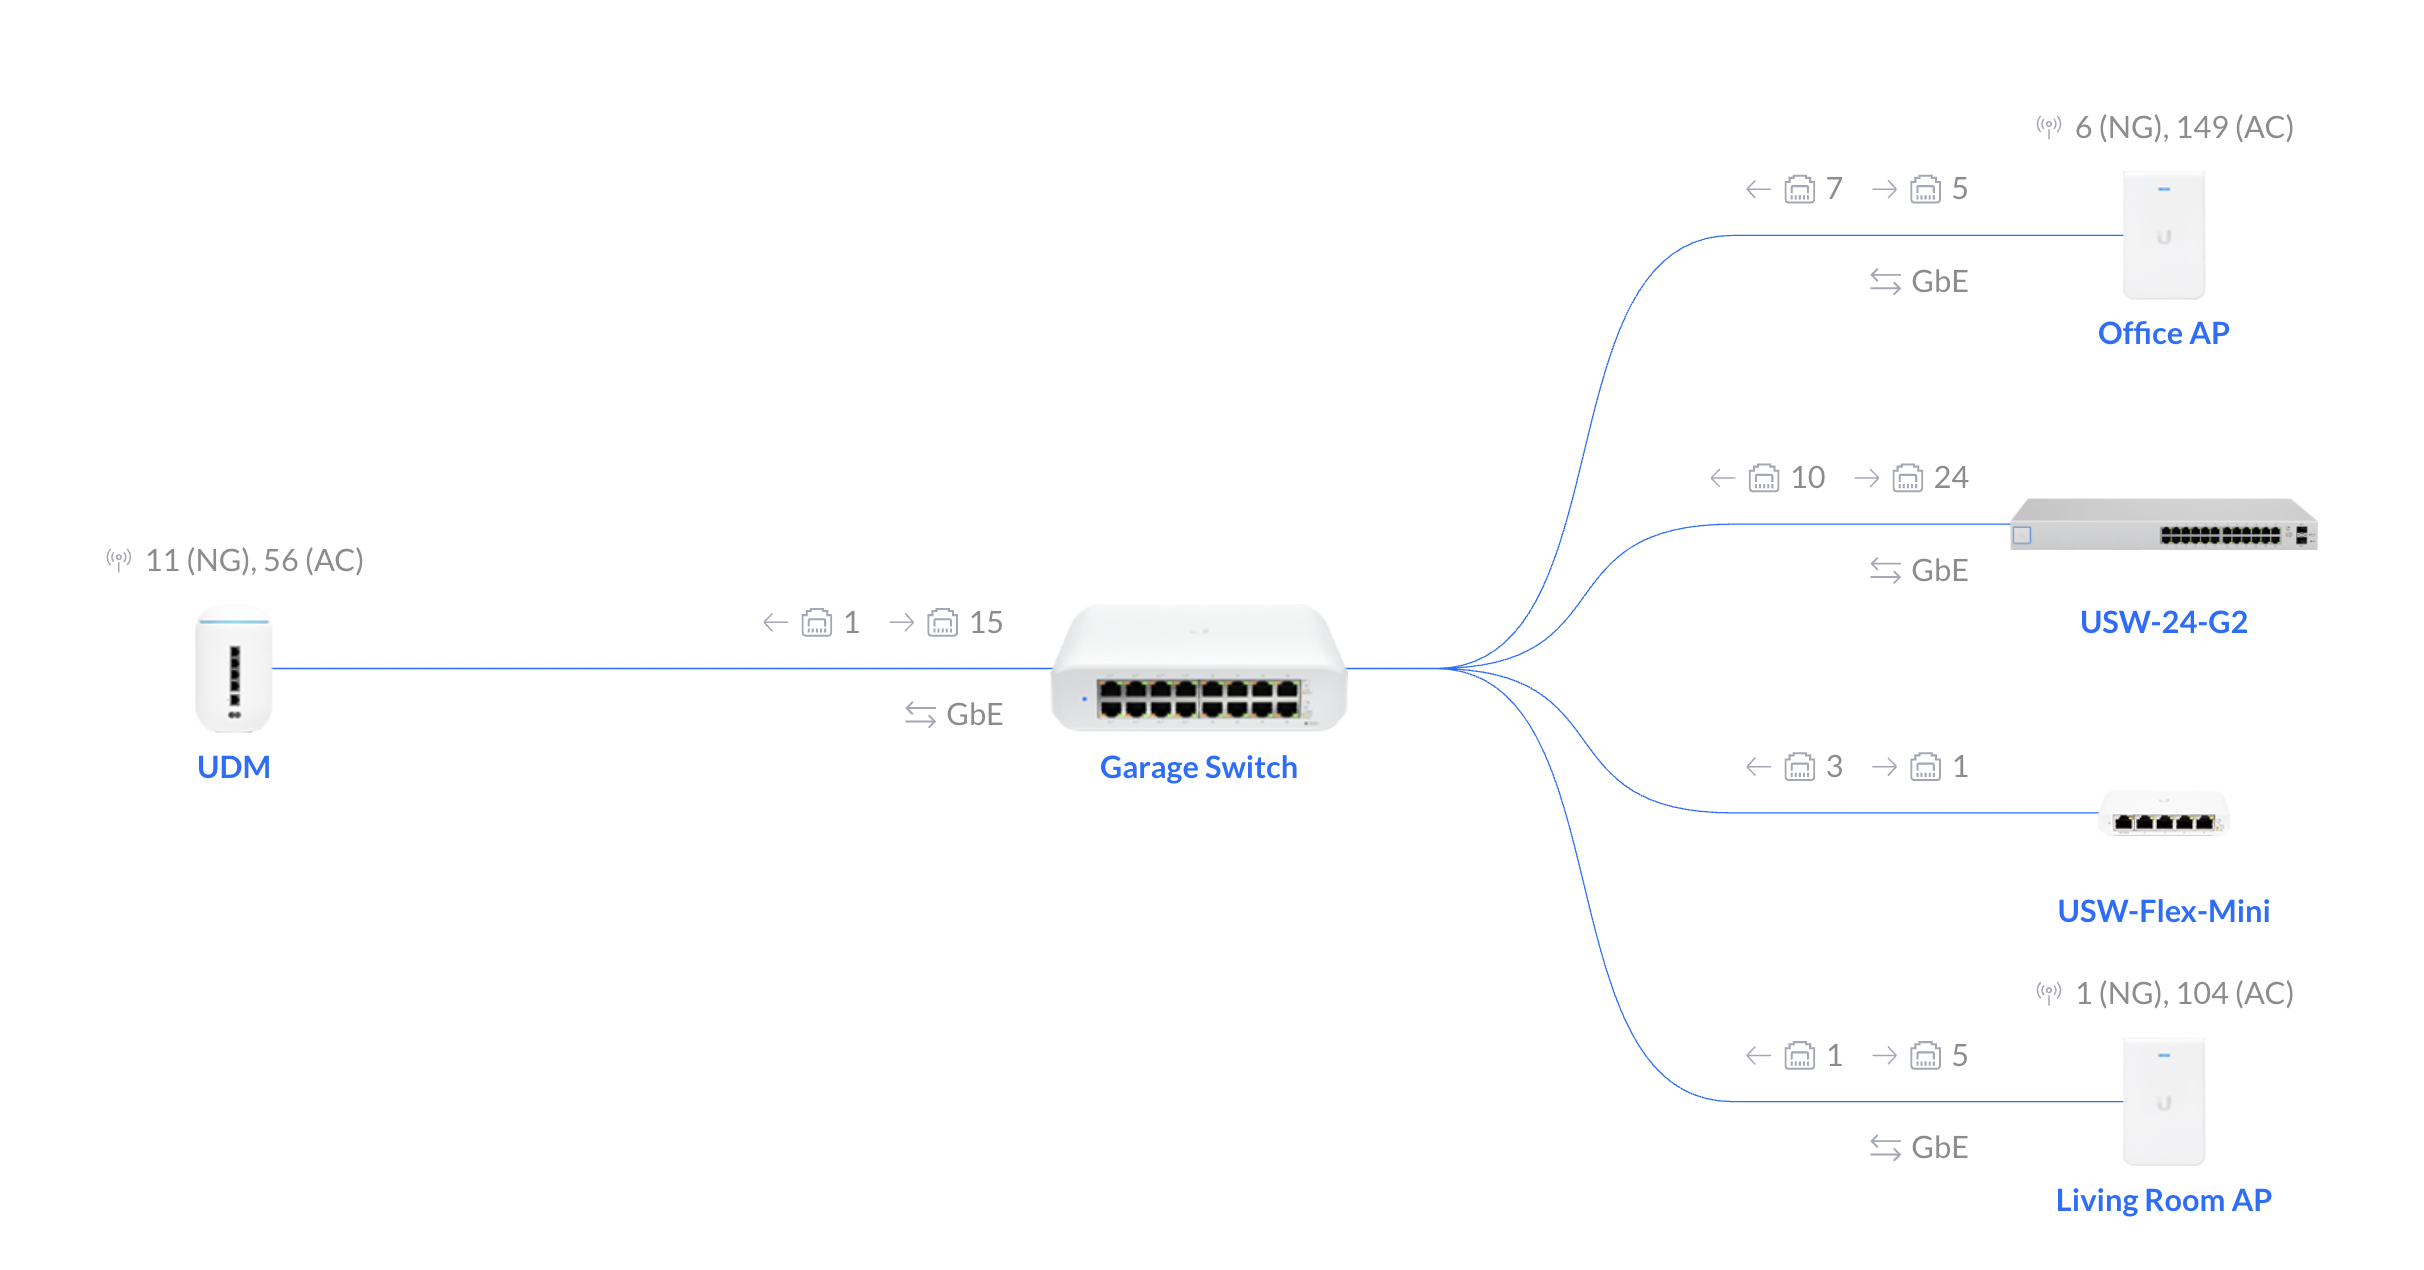 6 (NG), 149 (AC)
7 5
GbE
Office AP
10 24
GbE
USW-24-G2
11 (NG), 56 (AC)
1 15
GbE
UDM
Garage Switch
3 1
USW-Flex-Mini
1 (NG), 104 (AC)
1 5
GbE
Living Room AP